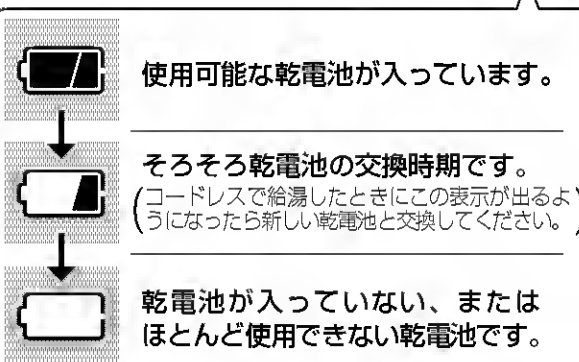 使用可能な乾電池が入っています。
そろそろ乾電池の交換時期です。
(コードレスで給湯したときにこの表示が出るよ
うになったら新しい乾電池と交換してください。)
乾電池が入っていない、または
ほとんど使用できない乾電池です。